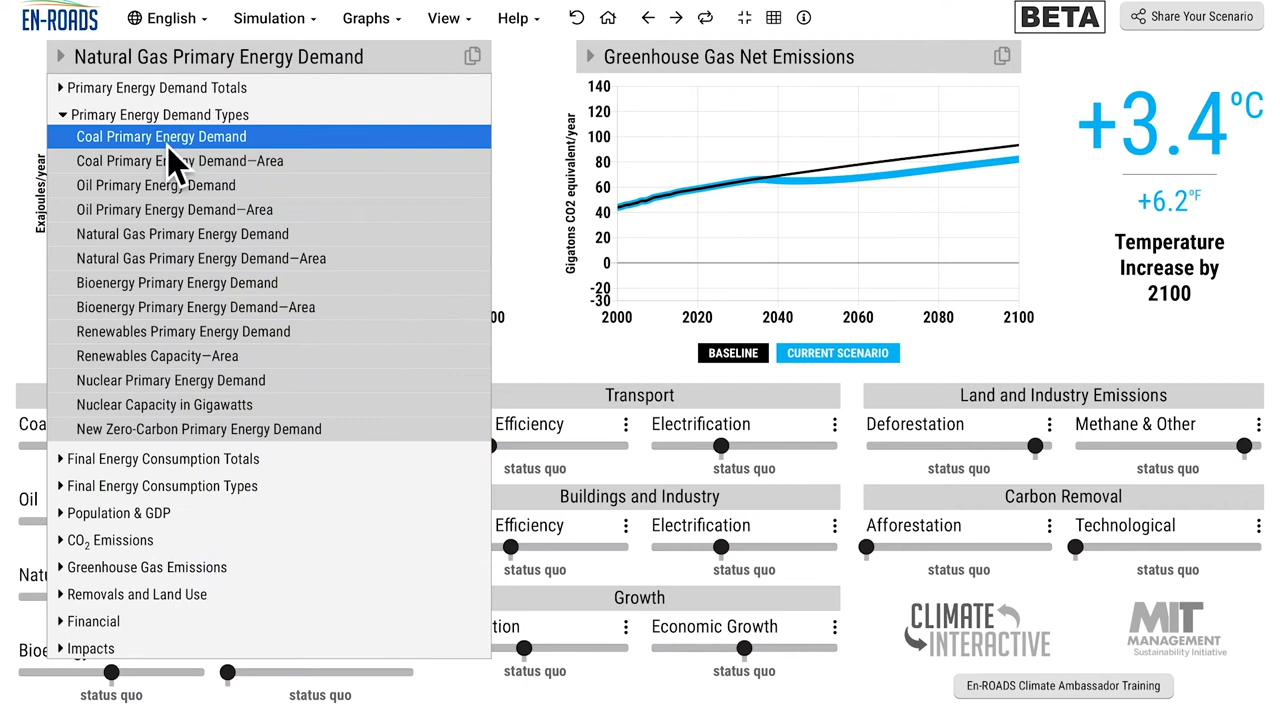 EN-ROADS
English
Simulation
Graphs
View
Help
BETA
Share Your Scenario
Natural Gas Primary Energy Demand
Primary Energy Demand Totals
Primary Energy Demand Types
Coal Primary Energy Demand
Coal Primary Energy Demand–Area
Oil Primary Energy Demand
Oil Primary Energy Demand–Area
Natural Gas Primary Energy Demand
Natural Gas Primary Energy Demand–Area
Bioenergy Primary Energy Demand
Bioenergy Primary Energy Demand–Area
Renewables Primary Energy Demand
Renewables Capacity–Area
Nuclear Primary Energy Demand
Nuclear Capacity in Gigawatts
New Zero-Carbon Primary Energy Demand
Final Energy Consumption Totals
Final Energy Consumption Types
Population & GDP
CO2 Emissions
Greenhouse Gas Emissions
Removals and Land Use
Financial
Impacts
Exajoules/year
00
Greenhouse Gas Net Emissions
Gigatons CO2 equivalent/year
140
120
100
80
60
40
20
0
-20
-30
2000 2020 2040 2060 2080 2100
BASELINE
CURRENT SCENARIO
+3.4°C
+6.2°F
Temperature
Increase by
2100
Coa
Oil
Natu
Bioe
status quo
status quo
Transport
Efficiency
Electrification
status quo
status quo
Buildings and Industry
Efficiency
Electrification
status quo
status quo
Growth
tion
Economic Growth
status quo
status quo
Land and Industry Emissions
Deforestation
Methane & Other
status quo
status quo
Carbon Removal
Afforestation
Technological
status quo
status quo
CLIMATE
INTERACTIVE
MIT
MANAGEMENT
Sustainability Initiative
En-ROADS Climate Ambassador Training